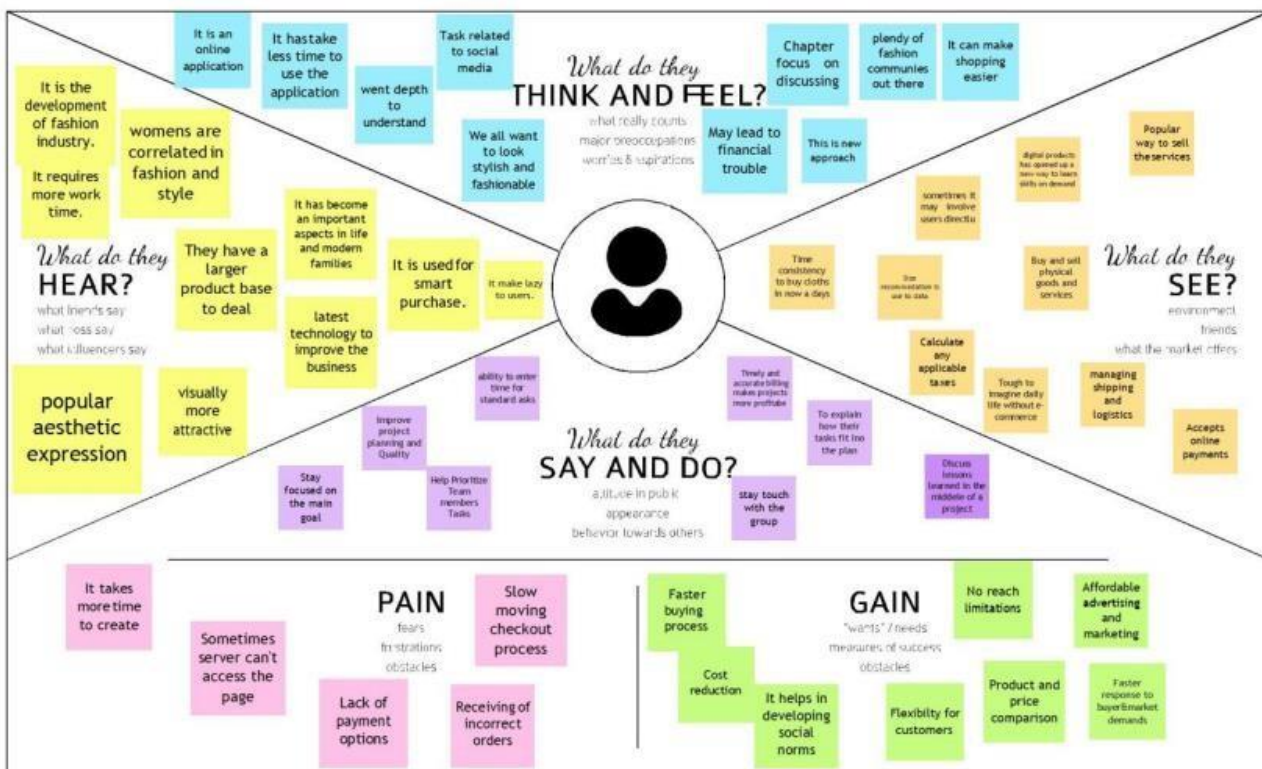 It is an
online
application
It hastake
less time to
use the
application
Task related
to social
media
went depth
to
understand
We all want
to look
stylish and
fashionable
What do they
THINK AND FEEL?
what really counts
major preoccupations
worries & aspirations
Chapter
focus on
discussing
plendy of
fashion
communies
out there
It can make
shopping
easier
May lead to
financial
trouble
This is new
approach
It is the
development
of fashion
industry.
womens are
correlated in
fashion and
style
It requires
more work
time.
It has become
an important
aspects in life
and modern
families
They have a
larger
product base
to deal
It is used for
smart
purchase.
It make lazy
to users.
What do they
HEAR?
what friends say
what boss say
what influencers say
latest
technology to
improve the
business
popular
aesthetic
expression
visually
more
attractive
Popular
way to sell
theservices
digital products
has opened up a
new way to learn
skills on demand
sometimes it
may involve
users directlu
Time
consistency
to buy cloths
in now a days
recommendation is
use to data.
Buy and sell
physical
goods and
services
What do they
SEE?
environment
friends
what the market offers
Calculate
any
applicable
taxes
Tough to
imagine daily
life without e-
commerce
managing
shipping
and
logistics
Accepts
online
payments
ability to enter
time for
standard asks
Improve
project
planning and
Quality
Stay
focused on
the main
goal
Help Prioritize
Team
members
Tasks
What do they
SAY AND DO?
attitude in public
appearance
behavior towards others
Timely and
accurate billing
makes projects
more profitabe
To explain
how their
tasks fit ino
the plan
stay touch
with the
group
Discuss
lessons
learned in the
middele of a
project
It takes
more time
to create
Sometimes
server can't
access the
page
PAIN
fears
frustrations
obstacles
Slow
moving
checkout
process
Lack of
payment
options
Receiving of
incorrect
orders
Faster
buying
process
Cost
reduction
It helps in
developing
social
norms
GAIN
"wants" / needs
measures of success
obstacles
No reach
limitations
Affordable
advertising
and
marketing
Flexibilty for
customers
Product and
price
comparison
Faster
response to
buyer&market
demands